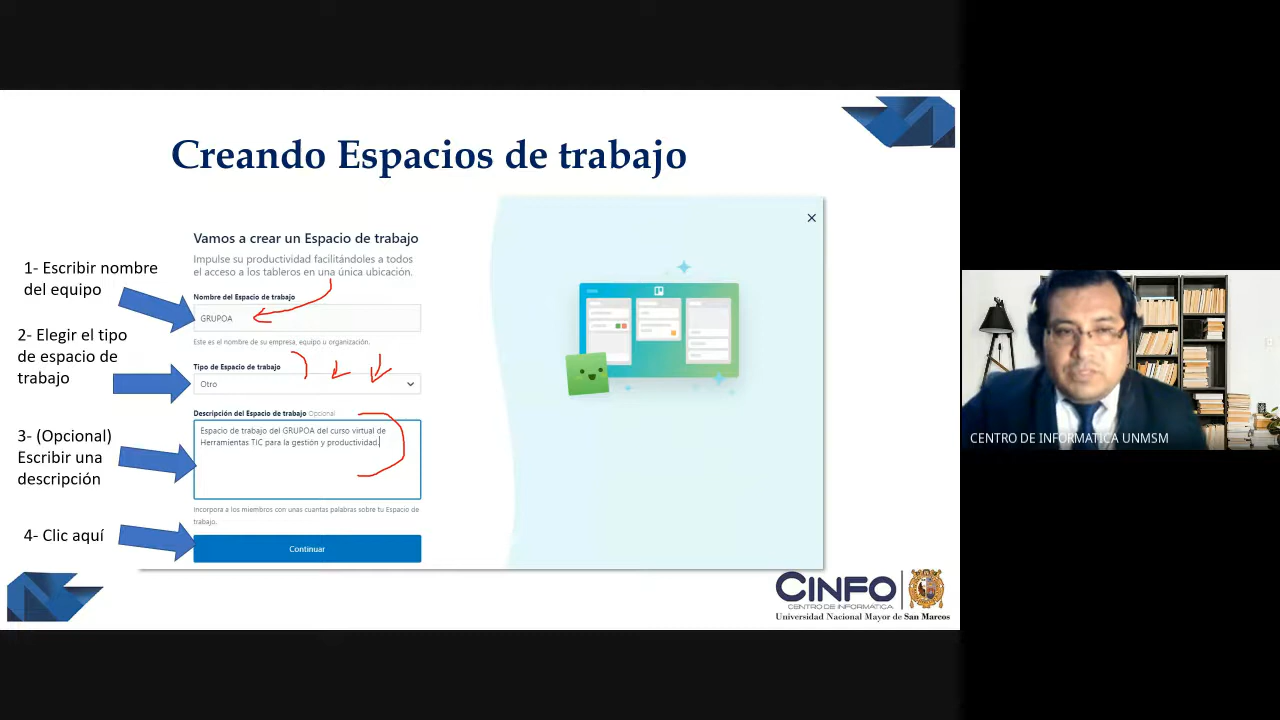 Creando Espacios de trabajo
1- Escribir nombre
del equipo
2- Elegir el tipo
de espacio de
trabajo
3- (Opcional)
Escribir una
descripción
4- Clic aquí
Vamos a crear un Espacio de trabajo
Impulse su productividad facilitándoles a todos
el acceso a los tableros en una única ubicación.
Nombre del Espacio de trabajo
GRUPOA
Este es el nombre de su empresa, equipo u organización.
Tipo de Espacio de trabajo
Otro
Descripción del Espacio de trabajo Opcional
Espacio de trabajo del GRUPOA del curso virtual de
Herramientas TIC para la gestión y productividad.
Incorpora a los miembros con unas cuantas palabras sobre tu Espacio de
trabajo.
Continuar
CINFO
CENTRO DE INFORMATICA
Universidad Nacional Mayor de San Marcos
CENTRO DE INFORMATICA UNMSM